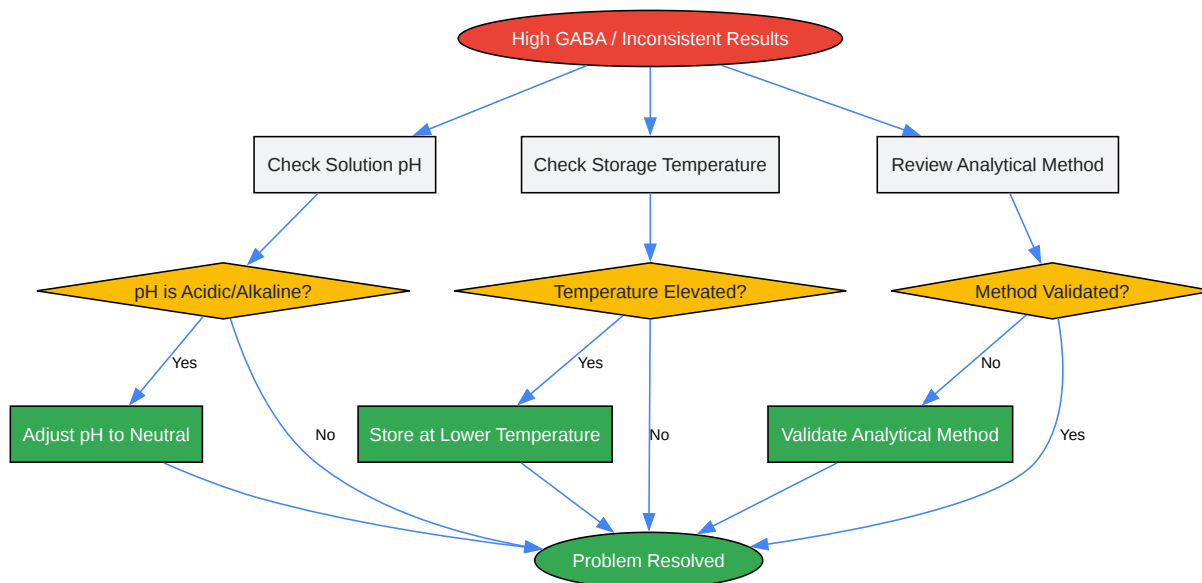 High GABA / Inconsistent Results
Check Solution pH
Check Storage Temperature
Review Analytical Method
pH is Acidic/Alkaline?
Temperature Elevated?
Method Validated?
Yes
Yes
No
Adjust pH to Neutral
No
Store at Lower Temperature
No
Validate Analytical Method
Yes
Problem Resolved